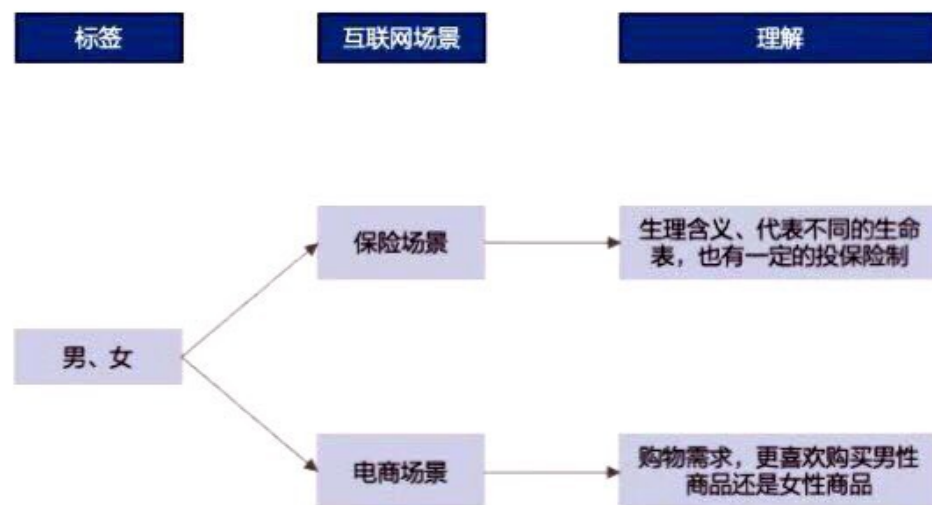 标签
互联网场景
理解
保险场景
生理含义、代表不同的生命
表，也有一定的投保险制
男、女
电商场景
购物需求，更喜欢购买男性
商品还是女性商品